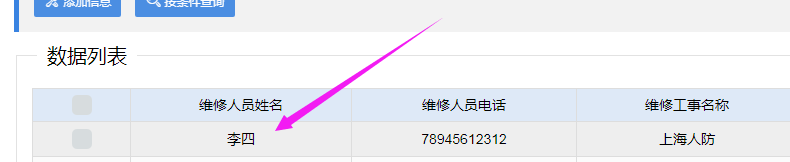 添加信息 按条件查询
数据列表
维修人员姓名 维修人员电话 维修工事名称
李四 78945612312 上海人防